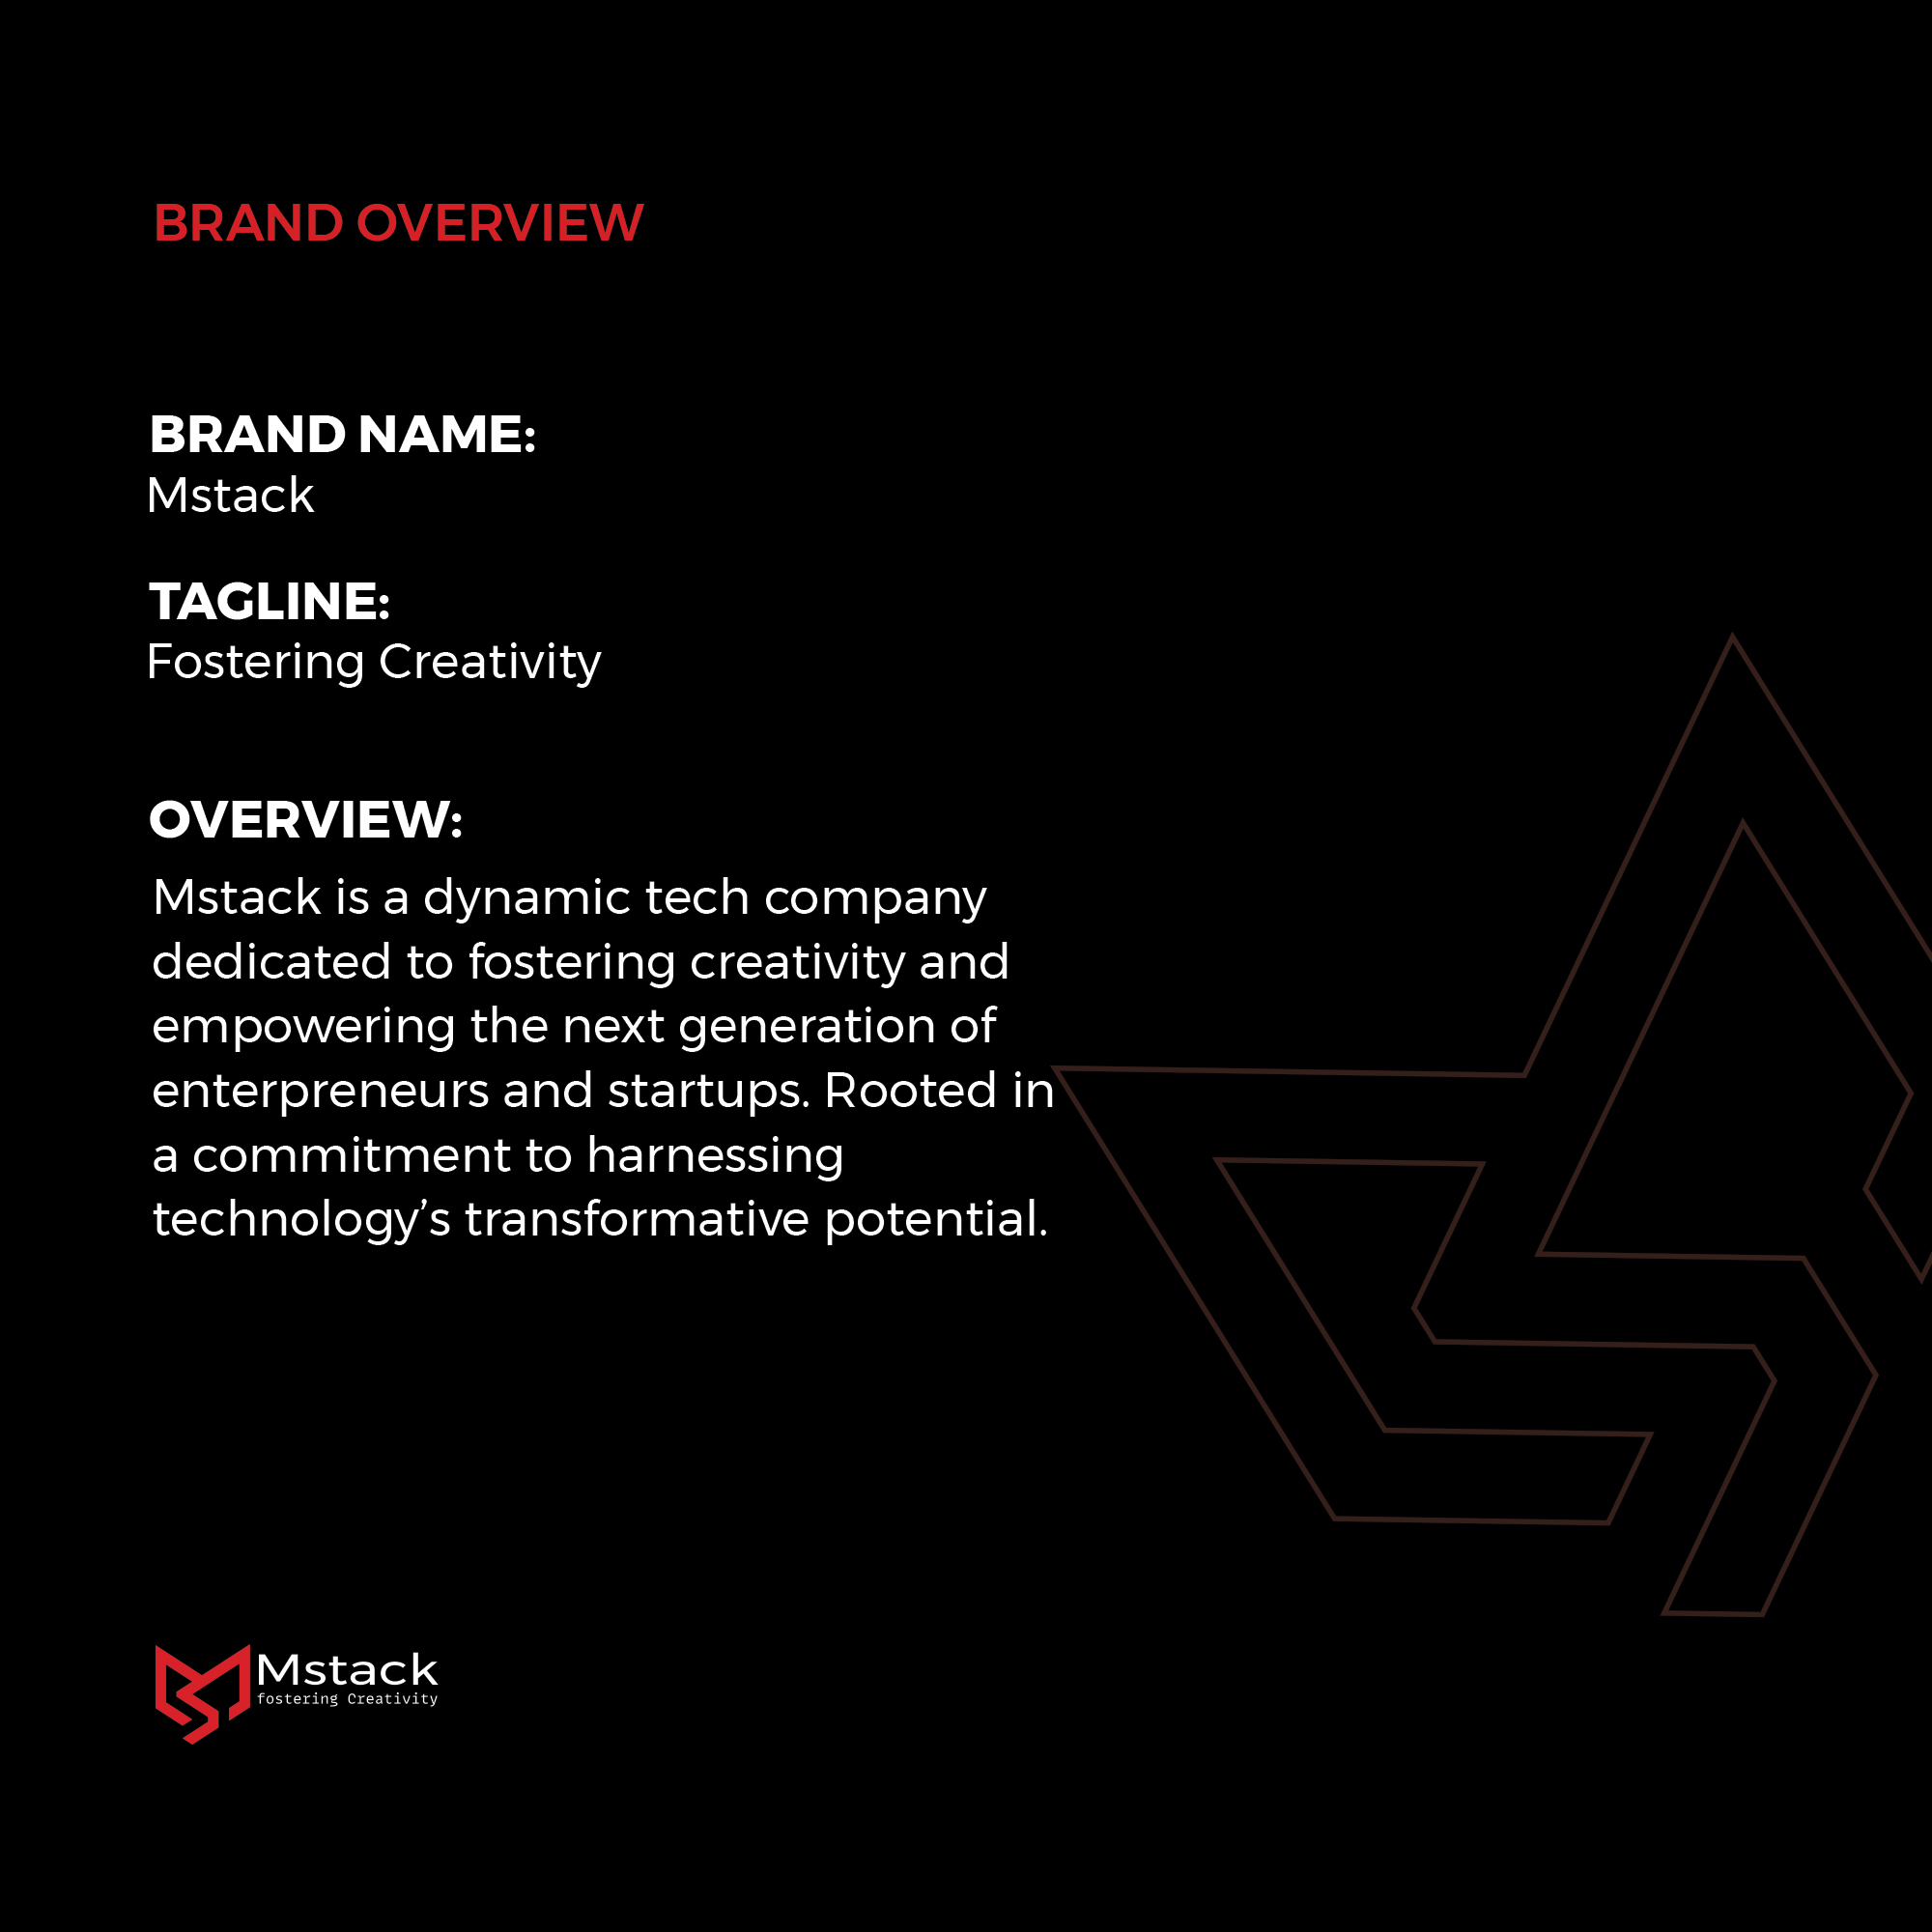 BRAND OVERVIEW
BRAND NAME:
Mstack
TAGLINE:
Fostering Creativity
OVERVIEW:
Mstack is a dynamic tech company
dedicated to fostering creativity and
empowering the next generation of
enterpreneurs and startups. Rooted in
a commitment to harnessing
technology’s transformative potential.
Mstack
fostering Creativity